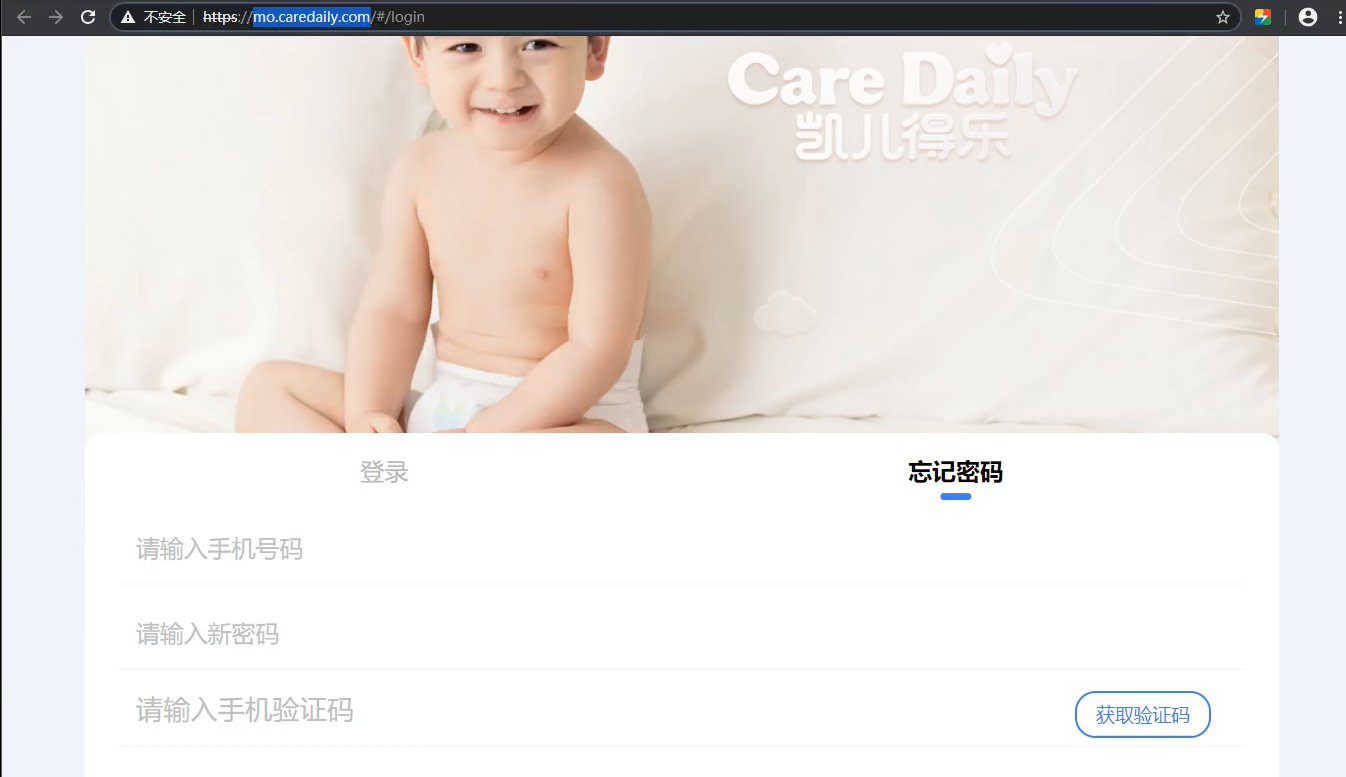 不安全 https://mo.caredaily.com/#/login
Care Daily
凯儿得乐
登录 忘记密码
请输入手机号码
请输入新密码
请输入手机验证码 获取验证码